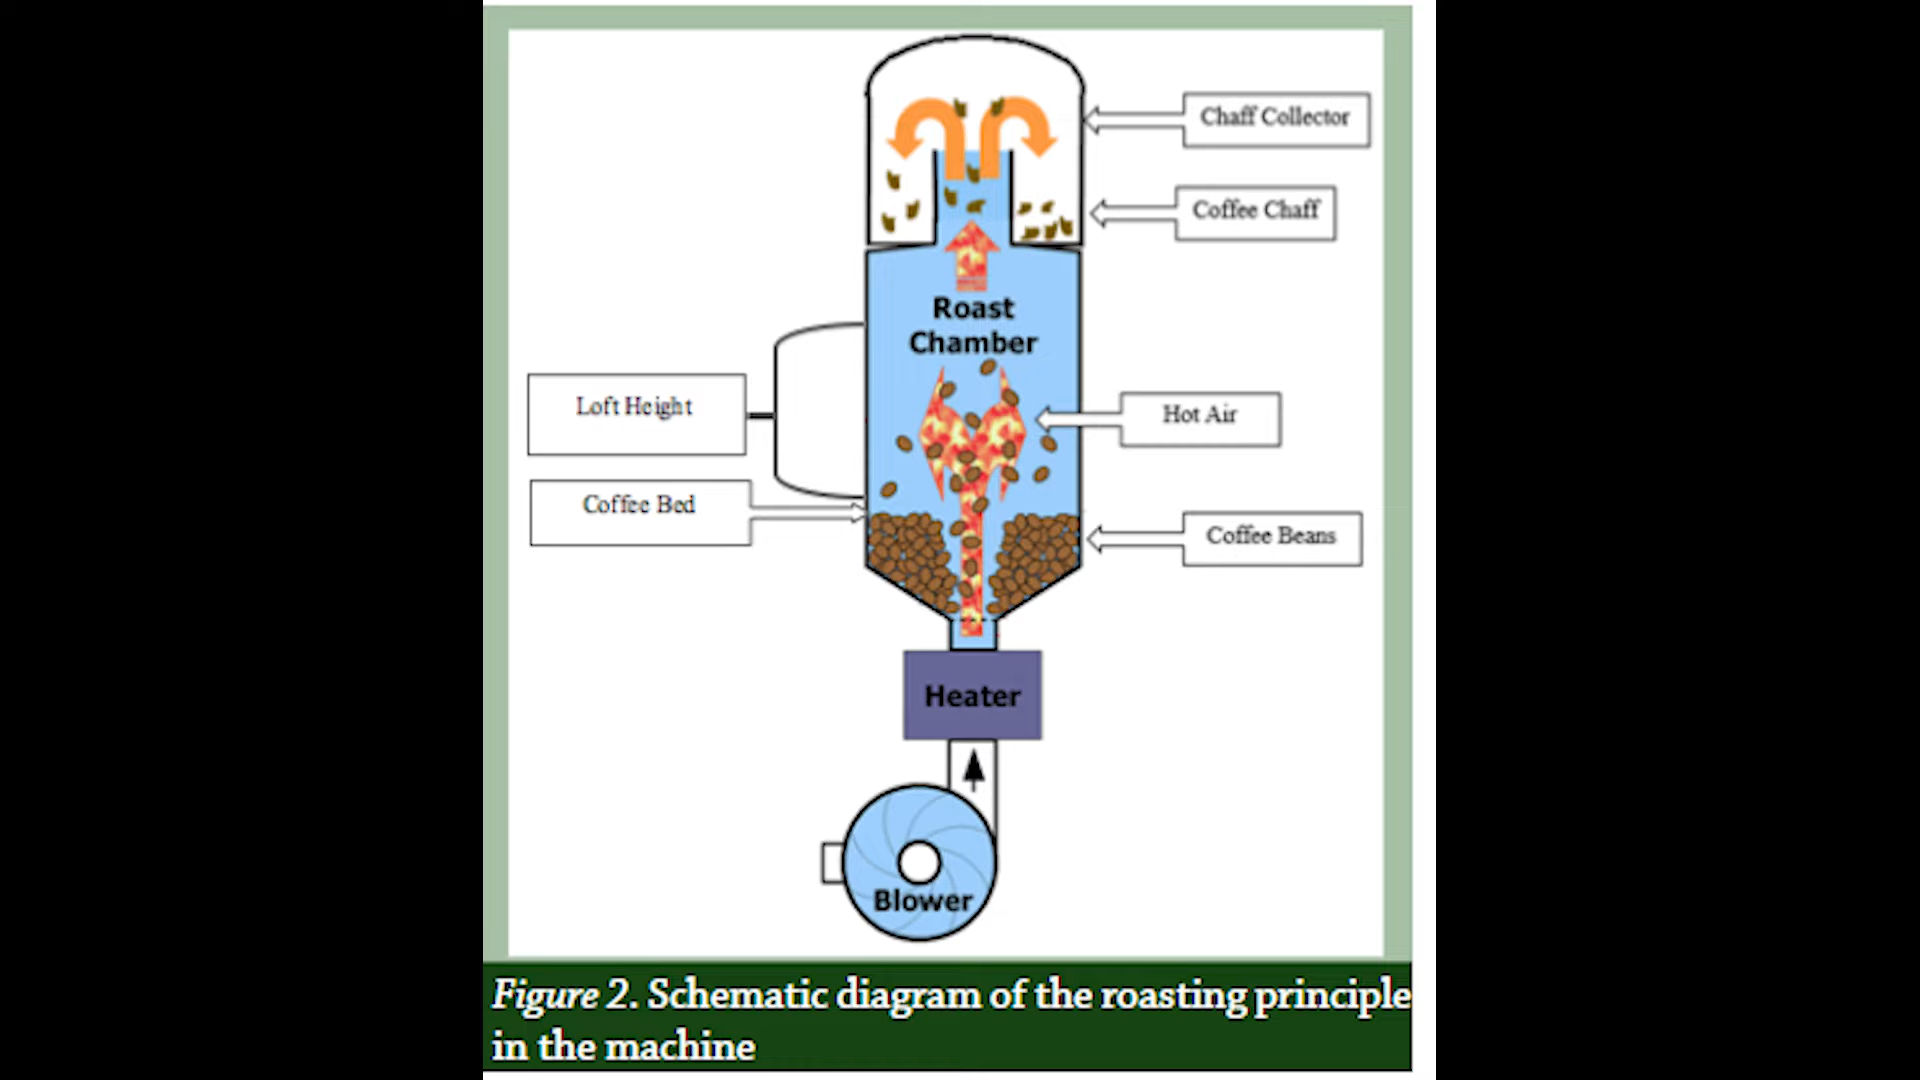 Chaff Collector
Coffee Chaff
Roast
Chamber
Loft Height
Hot Air
Coffee Bed
Coffee Beans
Heater
Blower
Figure 2. Schematic diagram of the roasting principle
in the machine